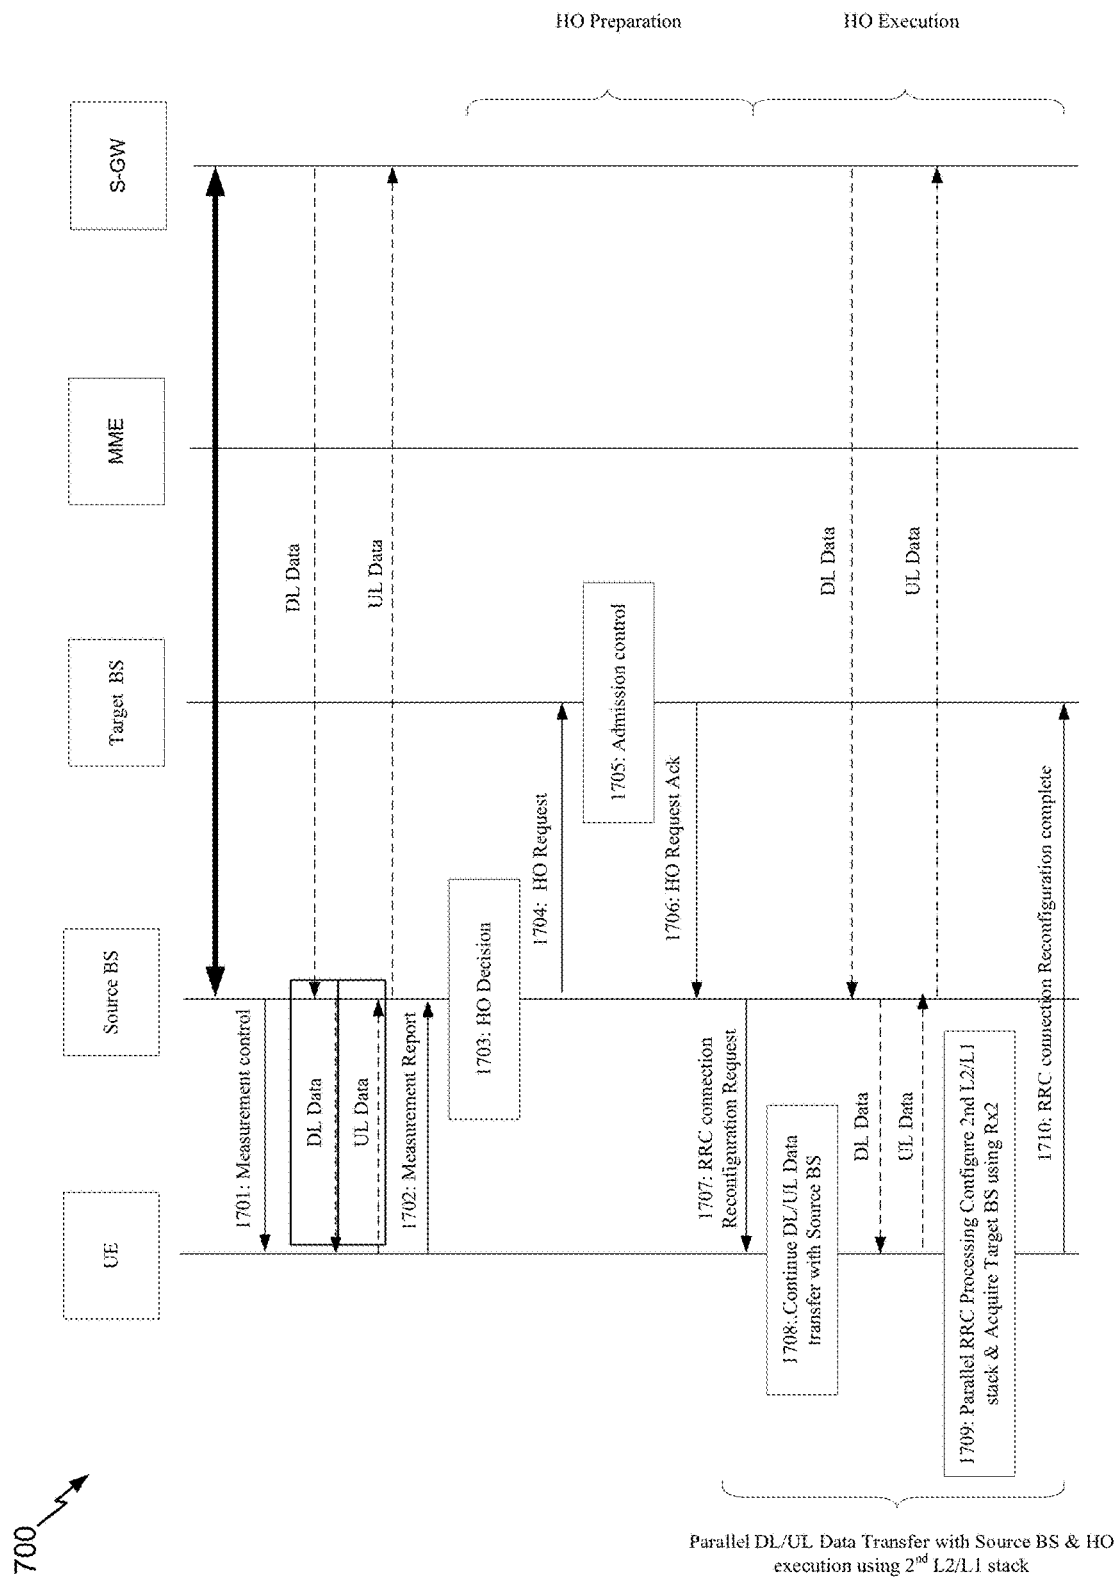 700
UE
Source BS
Target BS
MME
S-GW
1701: Measurement control
DL Data
UL Data
DL Data
UL Data
1702: Measurement Report
HO Preparation
1703: HO Decision
1704: HO Request
1705: Admission control
1706: HO Request Ack
1707: RRC connection
Reconfiguration Request
HO Execution
1708:.Continue DL/UL Data
transfer with Source BS
DL Data
UL Data
DL Data
UL Data
1709: Parallel RRC Processing Configure 2nd L2/L1
stack & Acquire Target BS using Rx2
1710: RRC connection Reconfiguration complete
Parallel DL/UL Data Transfer with Source BS & HO
execution using 2nd L2/L1 stack